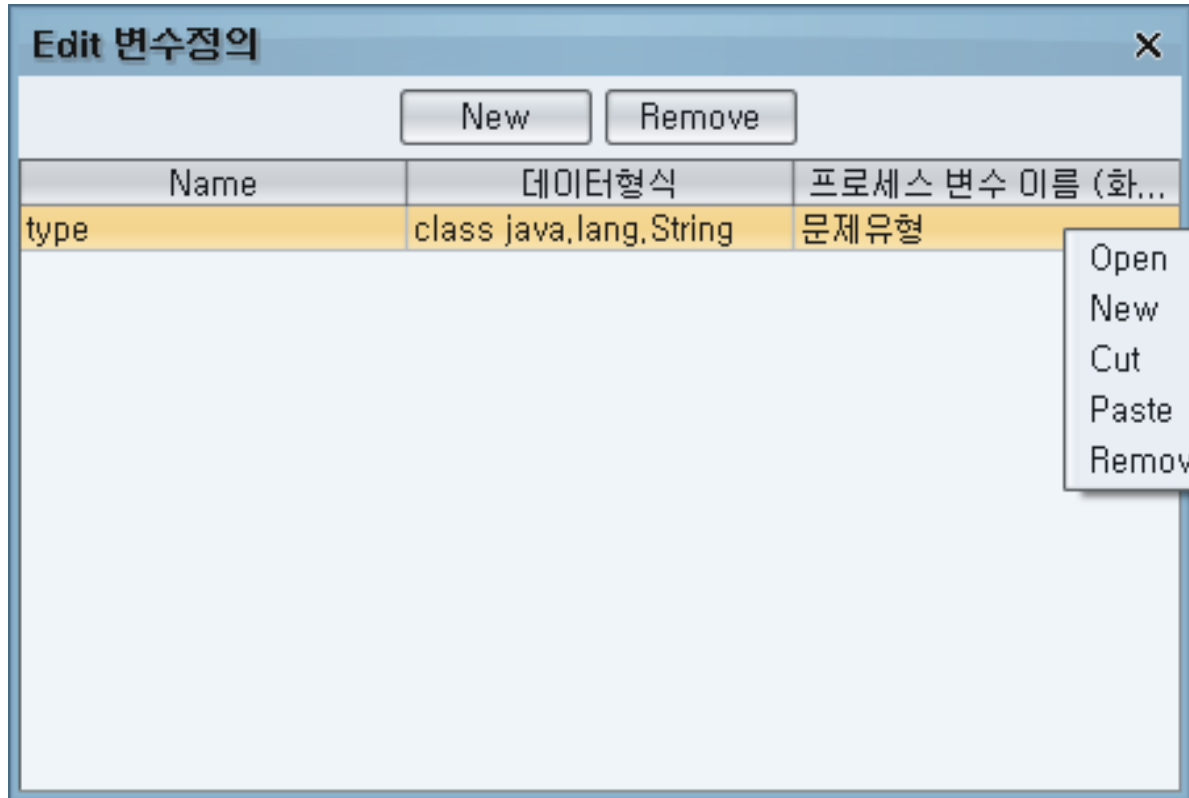 Edit 변수정의
New Remove
Name 데이터형식 프로세스 변수 이름 (화...
type class java.lang.String 문제유형
Open
New
Cut
Paste
Remov